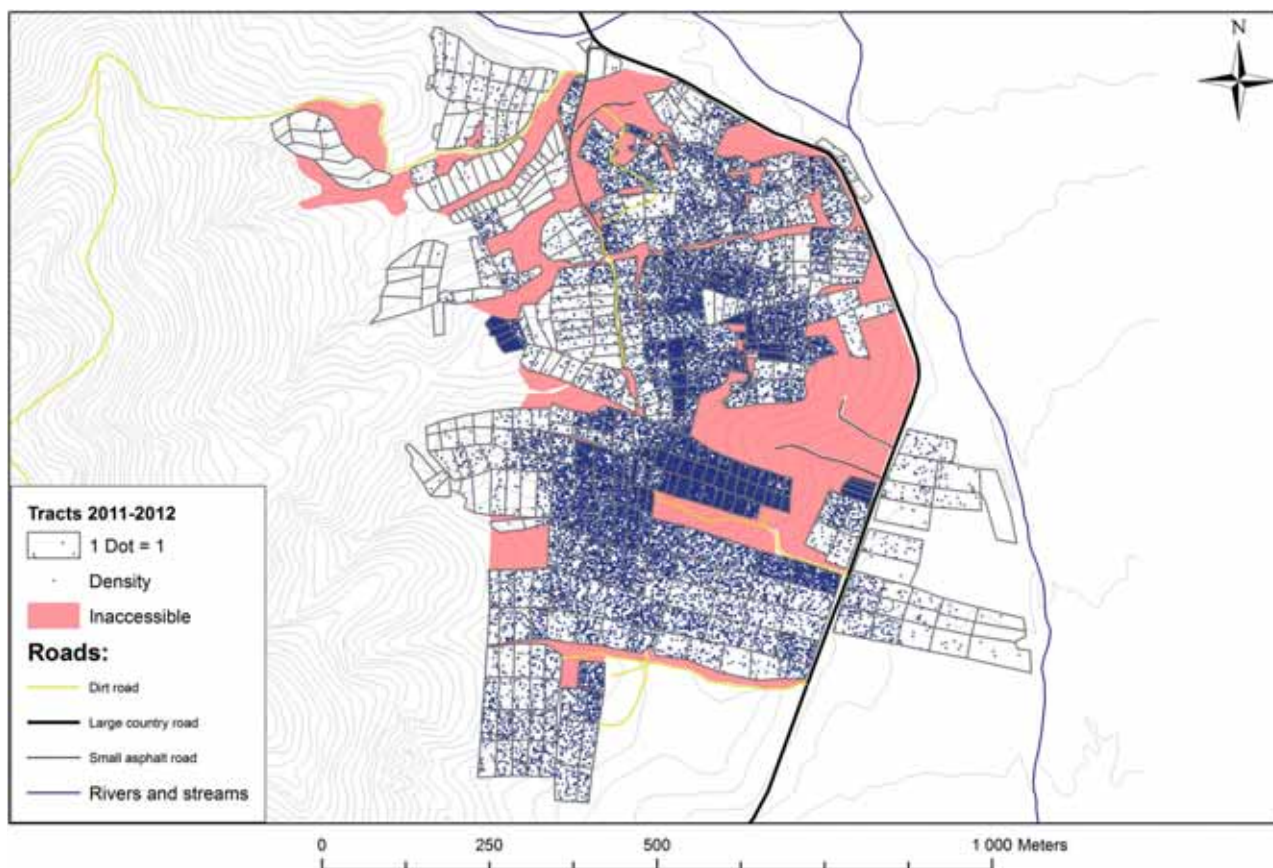 N
Tracts 2011-2012
1 Dot = 1
Density
Inaccessible
Roads:
Dirt road
Large country road
Small asphalt road
Rivers and streams
0 250 500 1 000 Meters